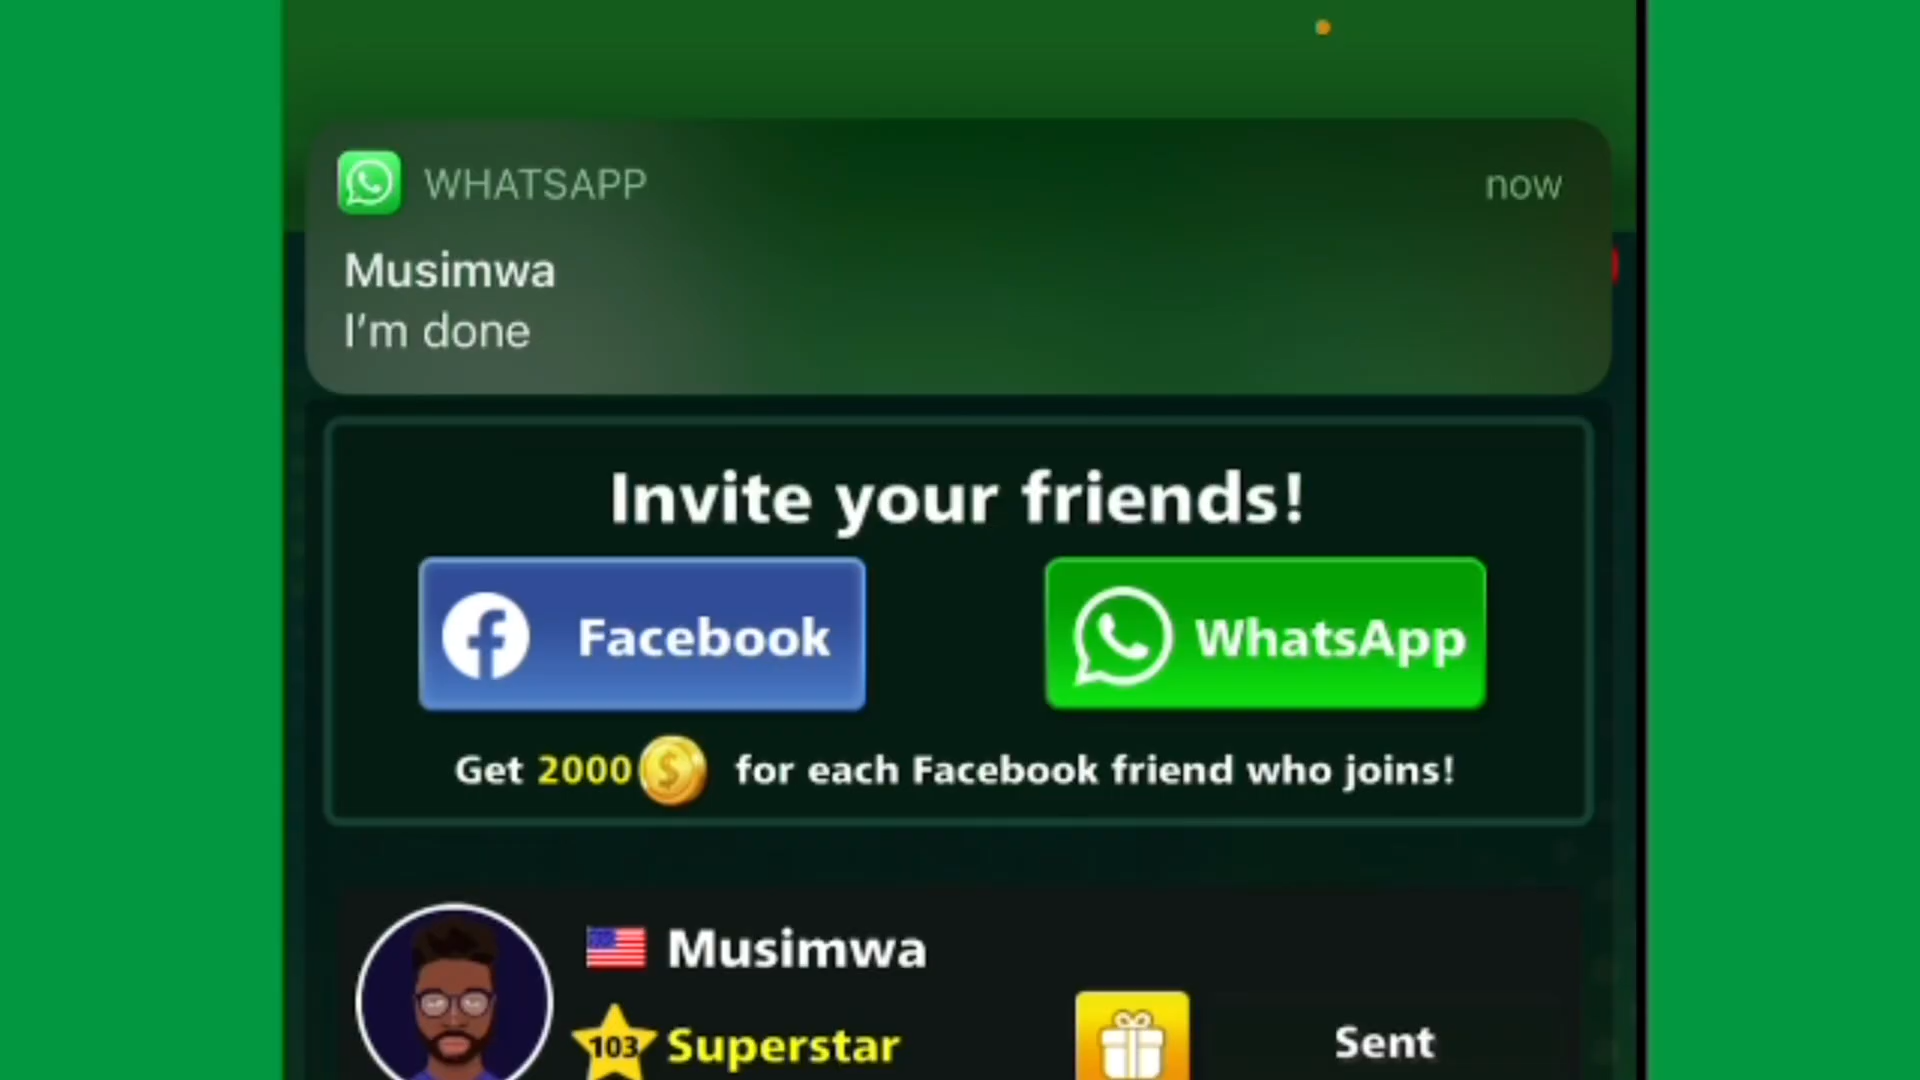 WHATSAPP now
Musimwa
I'm done
Invite your friends!
Facebook WhatsApp
Get 2000 for each Facebook friend who joins!
Musimwa
103 Superstar Sent